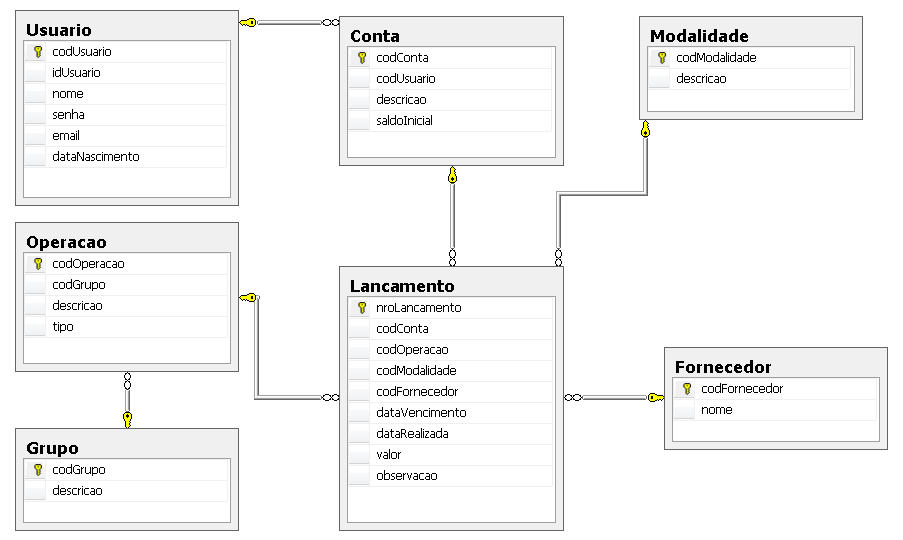 Usuario
codUsuario
idUsuario
nome
senha
email
dataNascimento
Conta
codConta
codUsuario
descricao
saldoInicial
Modalidade
codModalidade
descricao
Operacao
codOperacao
codGrupo
descricao
tipo
Lancamento
nroLancamento
codConta
codOperacao
codModalidade
codFornecedor
dataVencimento
dataRealizada
valor
observacao
Fornecedor
codFornecedor
nome
Grupo
codGrupo
descricao